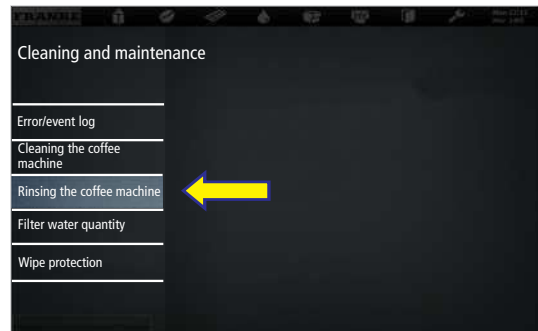 FRANKE
Cleaning and maintenance
Error/event log
Cleaning the coffee
machine
Rinsing the coffee machine
Filter water quantity
Wipe protection